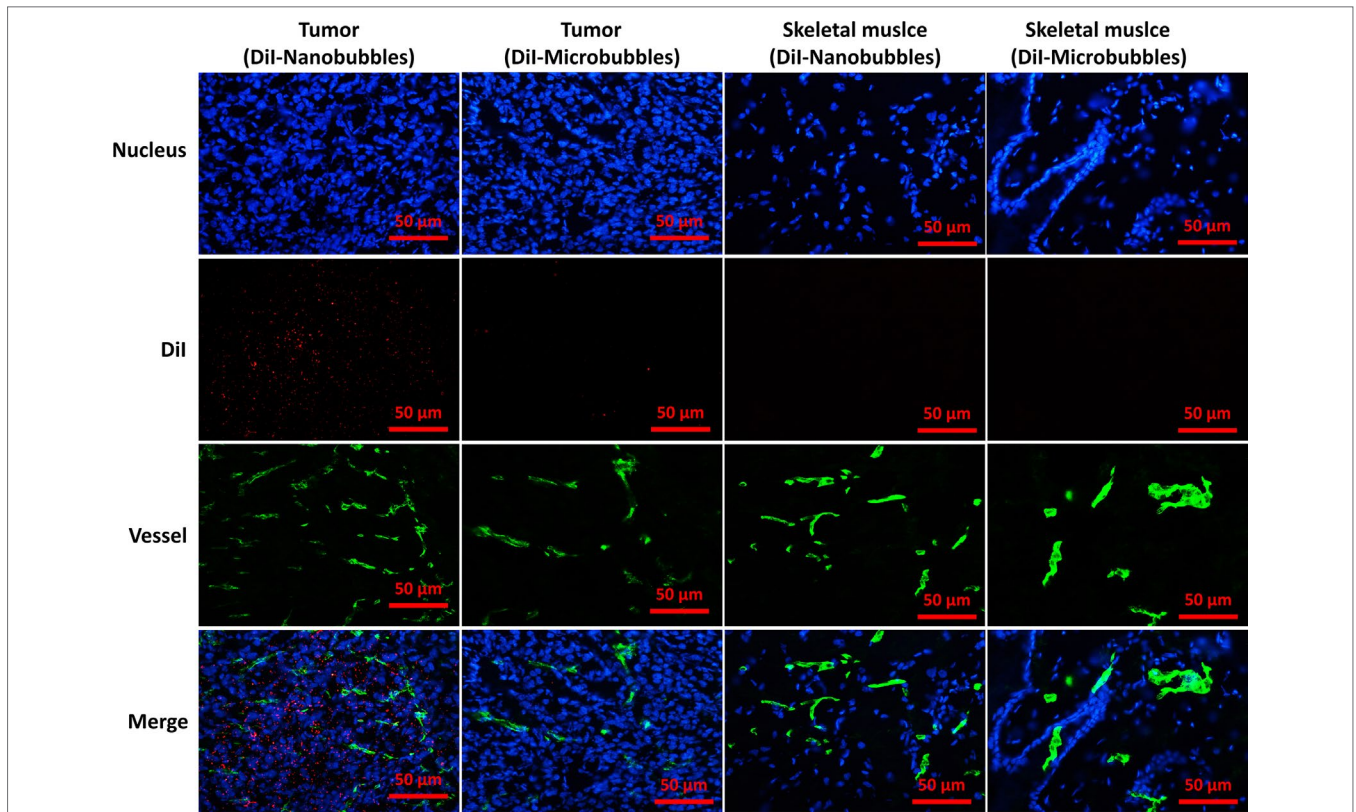 Tumor
(DiI-Nanobubbles)
Tumor
(DiI-Microbubbles)
Skeletal muslce
(DiI-Nanobubbles)
Skeletal muslce
(DiI-Microbubbles)
Nucleus
50 μm
50 μm
50 μm
50 μm
DiI
50 μm
50 μm
50 μm
50 μm
Vessel
50 μm
50 μm
50 μm
50 μm
Merge
50 μm
50 μm
50 μm
50 μm